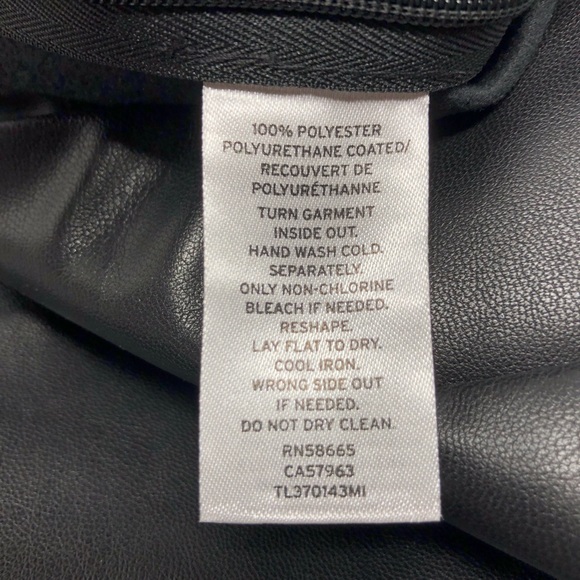 100% POLYESTER
POLYURETHANE COATED/
RECOUVERT DE
POLYURÉTHANNE
TURN GARMENT
INSIDE OUT.
HAND WASH COLD.
SEPARATELY.
ONLY NON-CHLORINE
BLEACH IF NEEDED.
RESHAPE.
LAY FLAT TO DRY.
COOL IRON.
WRONG SIDE OUT
IF NEEDED.
DO NOT DRY CLEAN.
RN58665
CA57963
TL370143MI